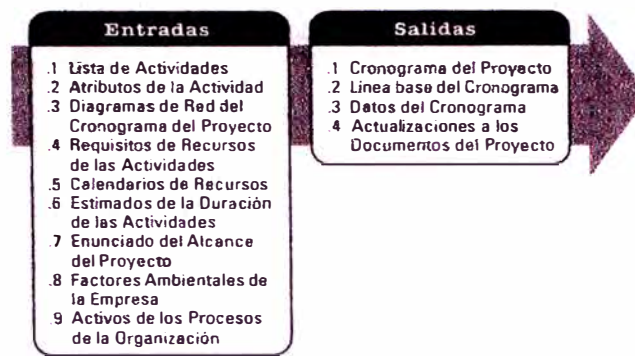 Entradas
.1 Lista de Actividades
.2 Atributos de la Actividad
.3 Diagramas de Red del
Cronograma del Proyecto
.4 Requisitos de Recursos
de las Actividades
.5 Calendarios de Recursos
.6 Estimados de la Duración
de las Actividades
.7 Enunciado del Alcance
del Proyecto
.8 Factores Ambientales de
la Empresa
.9 Activos de los Procesos
de la Organización
Salidas
.1 Cronograma del Proyecto
.2 Línea base del Cronograma
.3 Datos del Cronograma
.4 Actualizaciones a los
Documentos del Proyecto